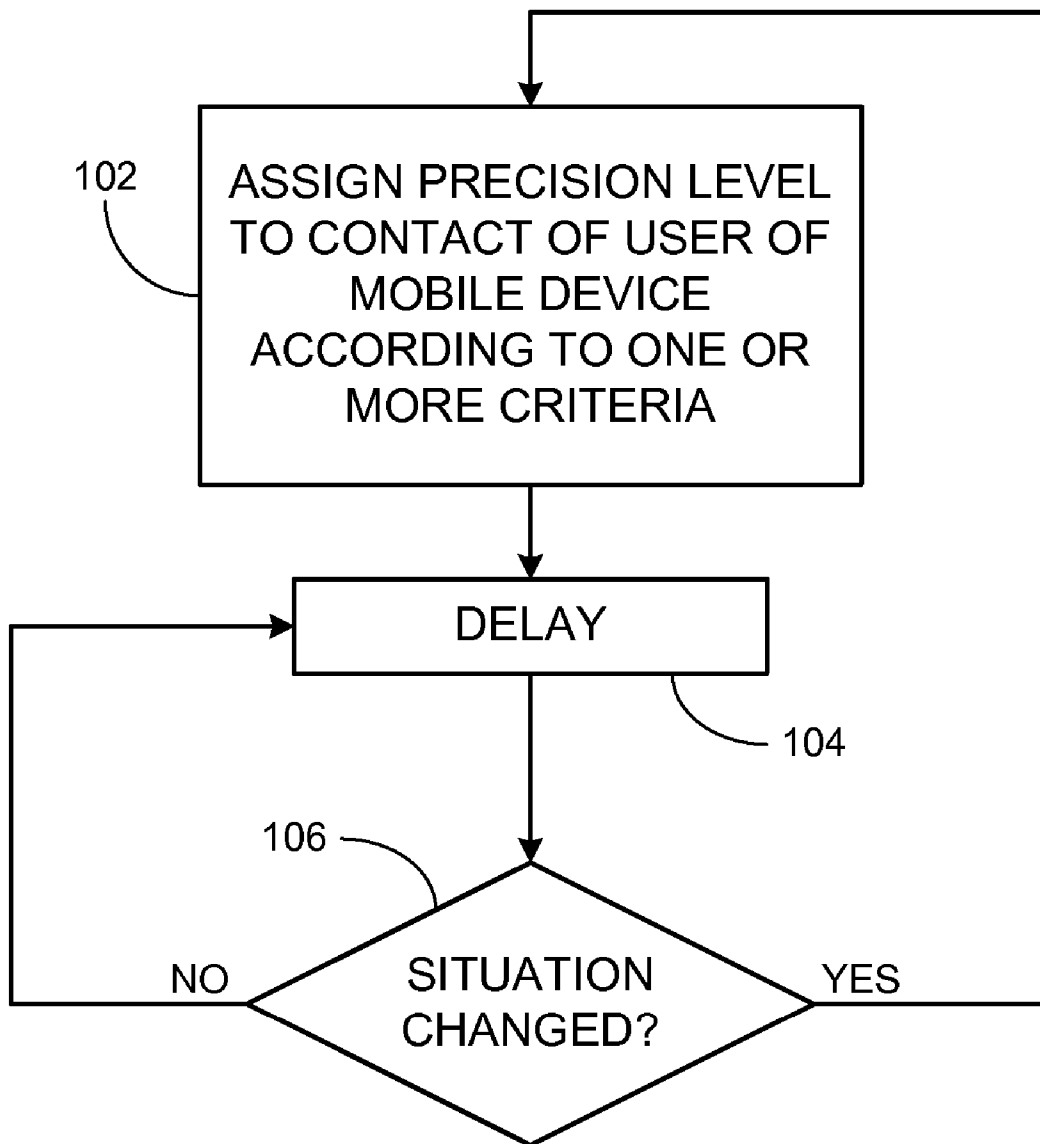 102
ASSIGN PRECISION LEVEL
TO CONTACT OF USER OF
MOBILE DEVICE
ACCORDING TO ONE OR
MORE CRITERIA
DELAY
104
106
NO
SITUATION
CHANGED?
YES